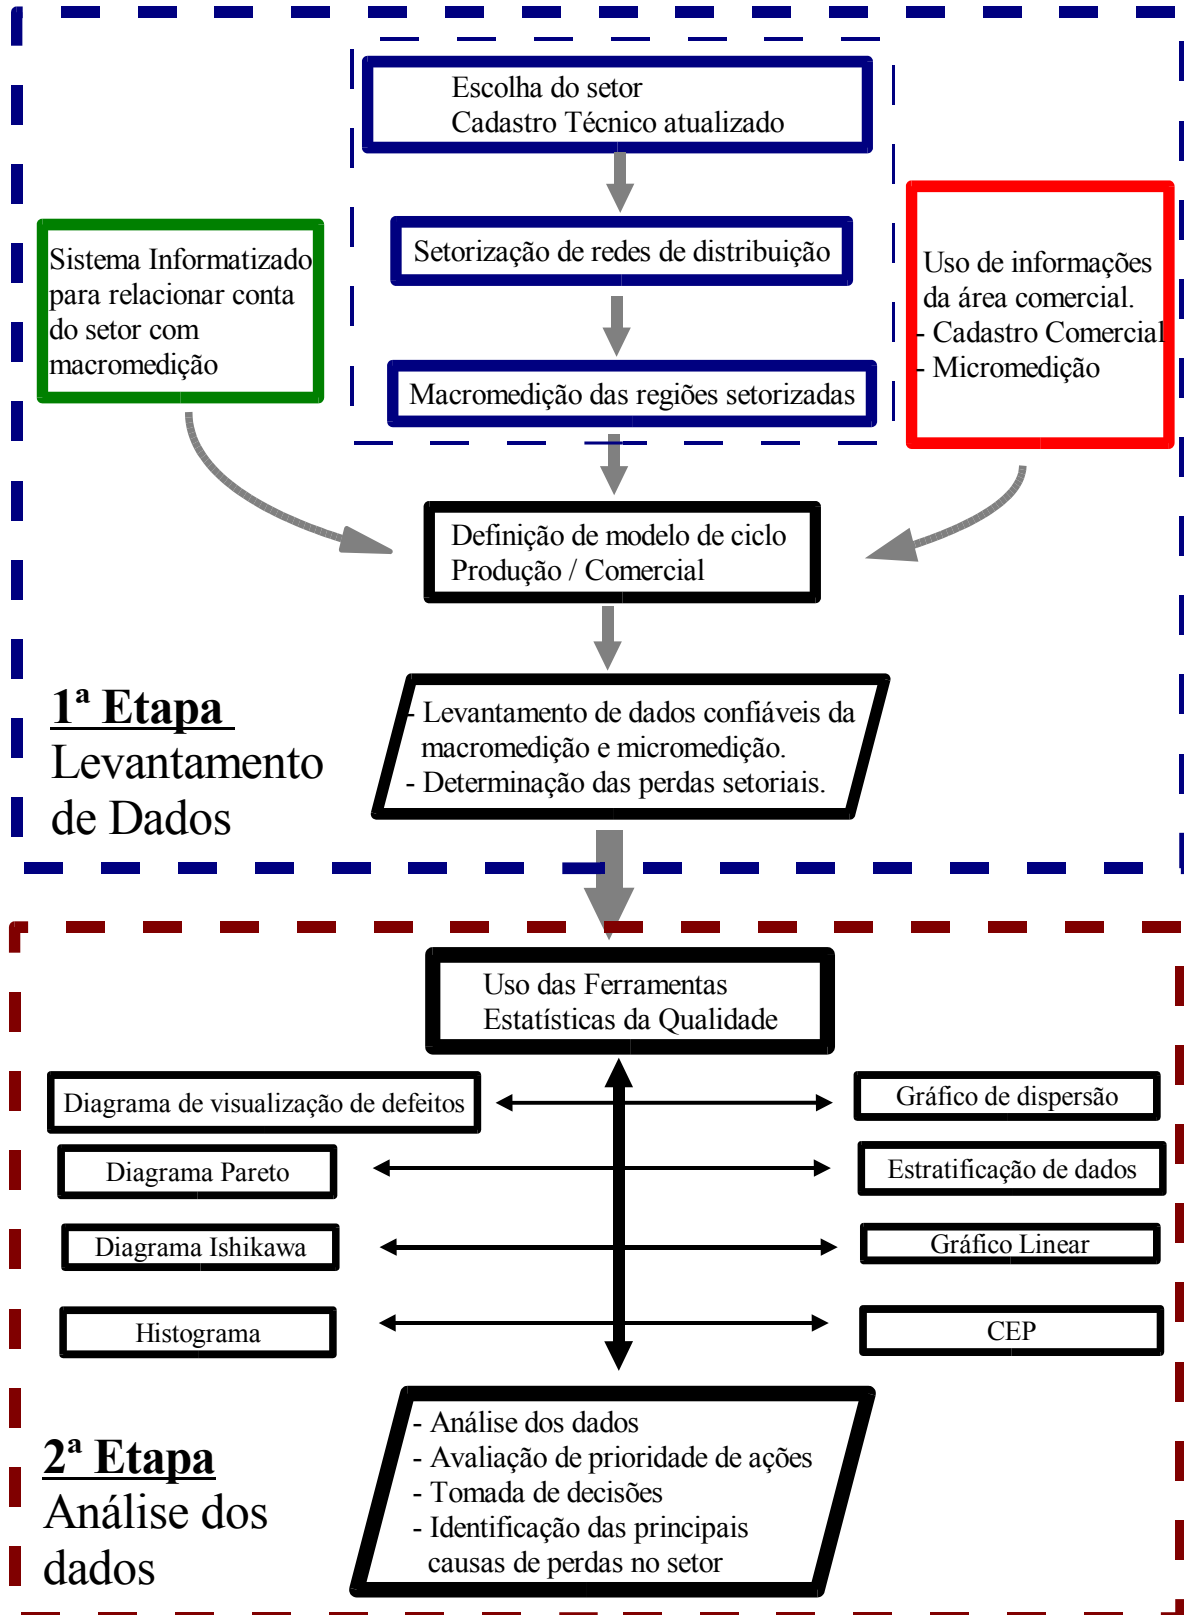 Escolha do setor
Cadastro Técnico atualizado
Setorização de redes de distribuição
Macromedição das regiões setorizadas
Sistema Informatizado
para relacionar conta
do setor com
macromedição
Uso de informações
da área comercial.
- Cadastro Comercial
- Micromedição
Definição de modelo de ciclo
Produção / Comercial
- Levantamento de dados confiáveis da
macromedição e micromedição.
- Determinação das perdas setoriais.
1ª Etapa
Levantamento
de Dados
Uso das Ferramentas
Estatísticas da Qualidade
Diagrama de visualização de defeitos
Gráfico de dispersão
Diagrama Pareto
Estratificação de dados
Diagrama Ishikawa
Gráfico Linear
Histograma
CEP
- Análise dos dados
- Avaliação de prioridade de ações
- Tomada de decisões
- Identificação das principais
causas de perdas no setor
2ª Etapa
Análise dos
dados